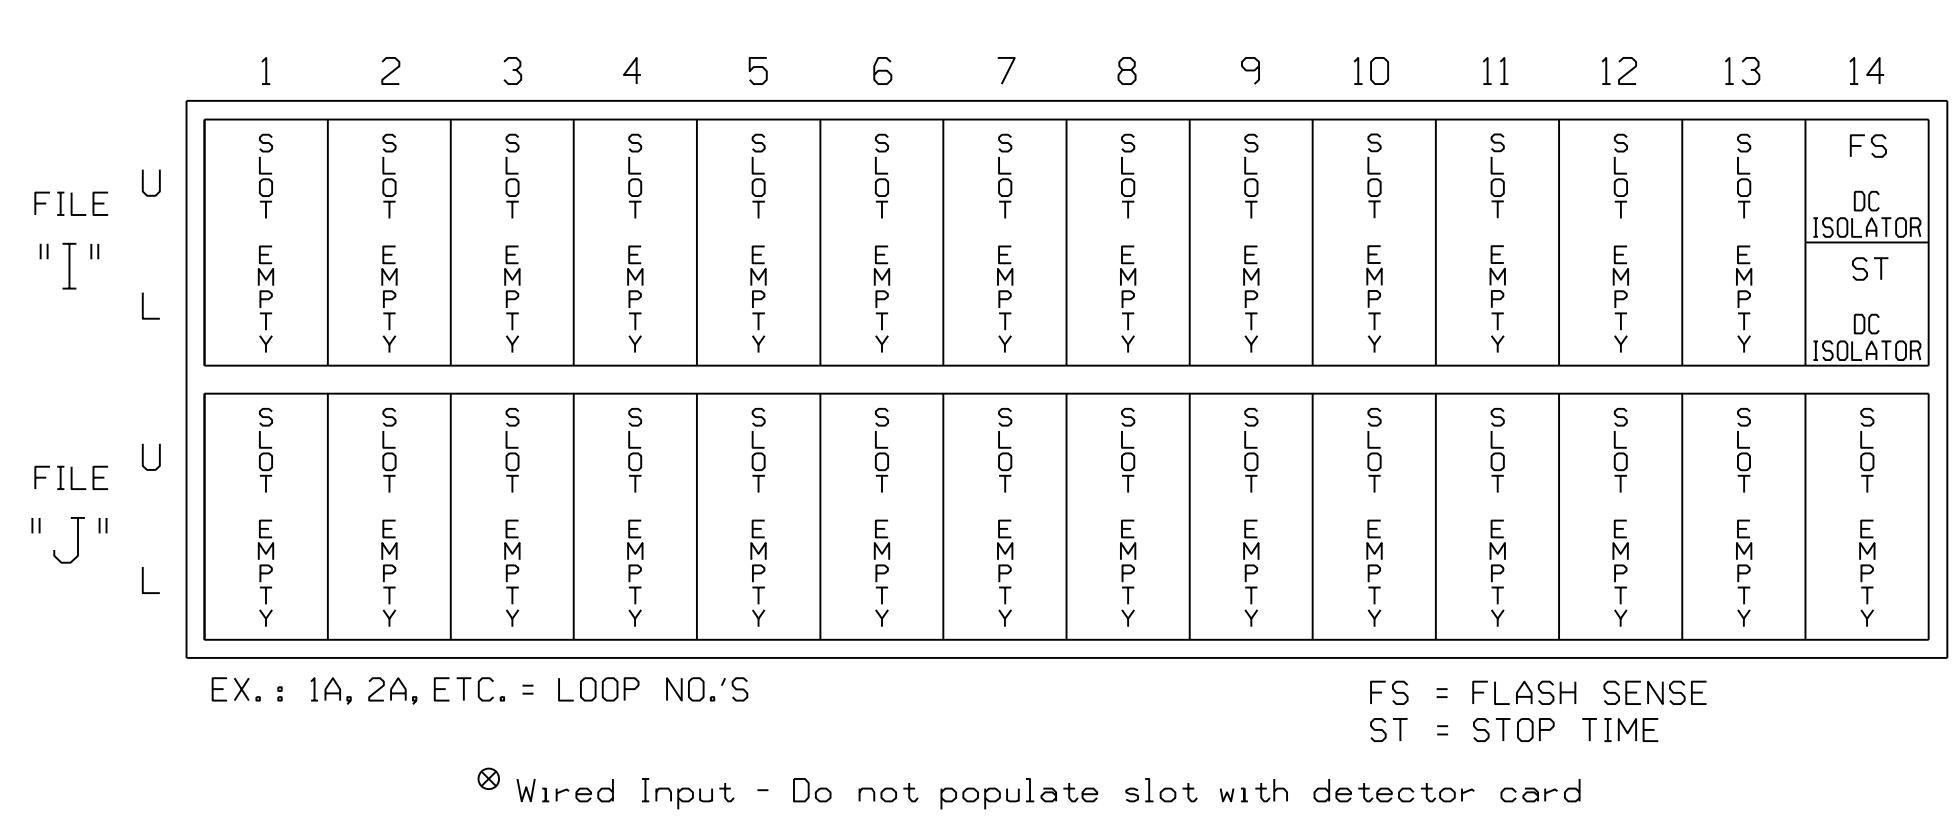 1 2 3 4 5 6 7 8 9 10 11 12 13 14
FILE "I"
U
L
SLOT EMPTY SLOT EMPTY SLOT EMPTY SLOT EMPTY SLOT EMPTY SLOT EMPTY SLOT EMPTY SLOT EMPTY SLOT EMPTY SLOT EMPTY SLOT EMPTY SLOT EMPTY SLOT EMPTY
FS
DC
ISOLATOR
ST
DC
ISOLATOR
FILE "J"
U
L
SLOT EMPTY SLOT EMPTY SLOT EMPTY SLOT EMPTY SLOT EMPTY SLOT EMPTY SLOT EMPTY SLOT EMPTY SLOT EMPTY SLOT EMPTY SLOT EMPTY SLOT EMPTY SLOT EMPTY SLOT EMPTY
EX.: 1A, 2A, ETC. = LOOP NO.'S
FS = FLASH SENSE
ST = STOP TIME
⊗ Wired Input - Do not populate slot with detector card